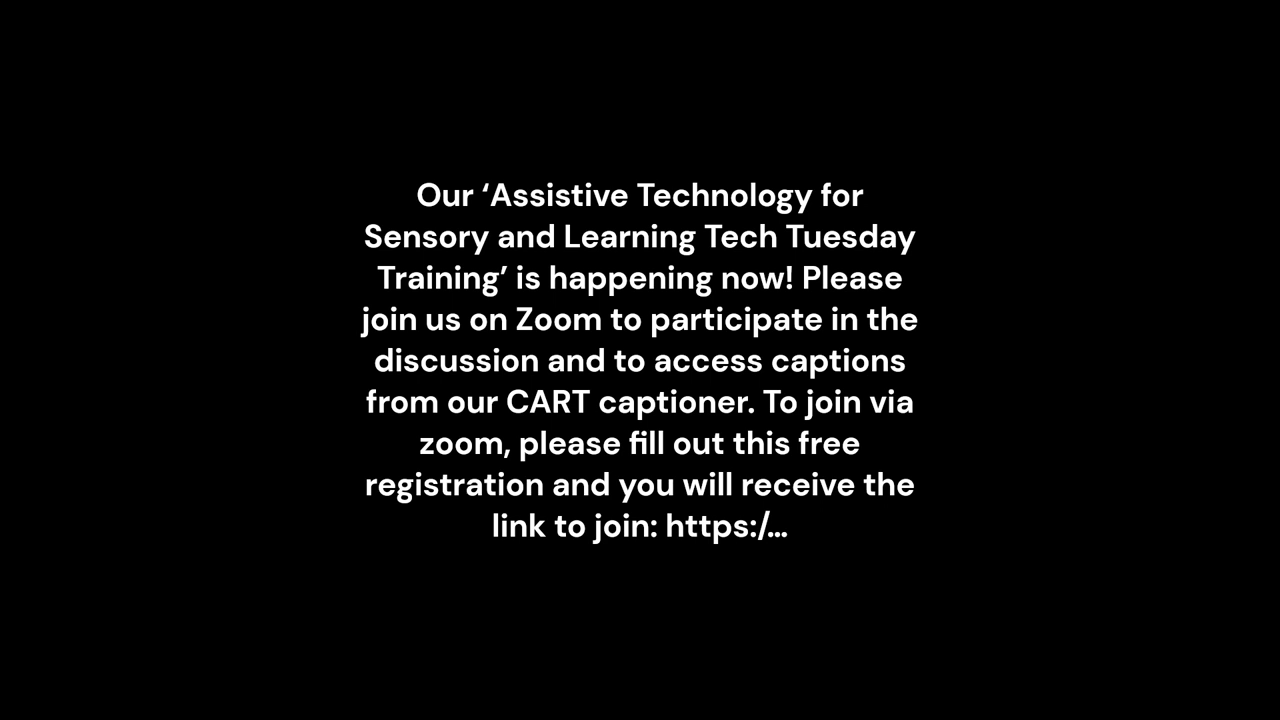 Our ‘Assistive Technology for
Sensory and Learning Tech Tuesday
Training’ is happening now! Please
join us on Zoom to participate in the
discussion and to access captions
from our CART captioner. To join via
zoom, please fill out this free
registration and you will receive the
link to join: https:/...